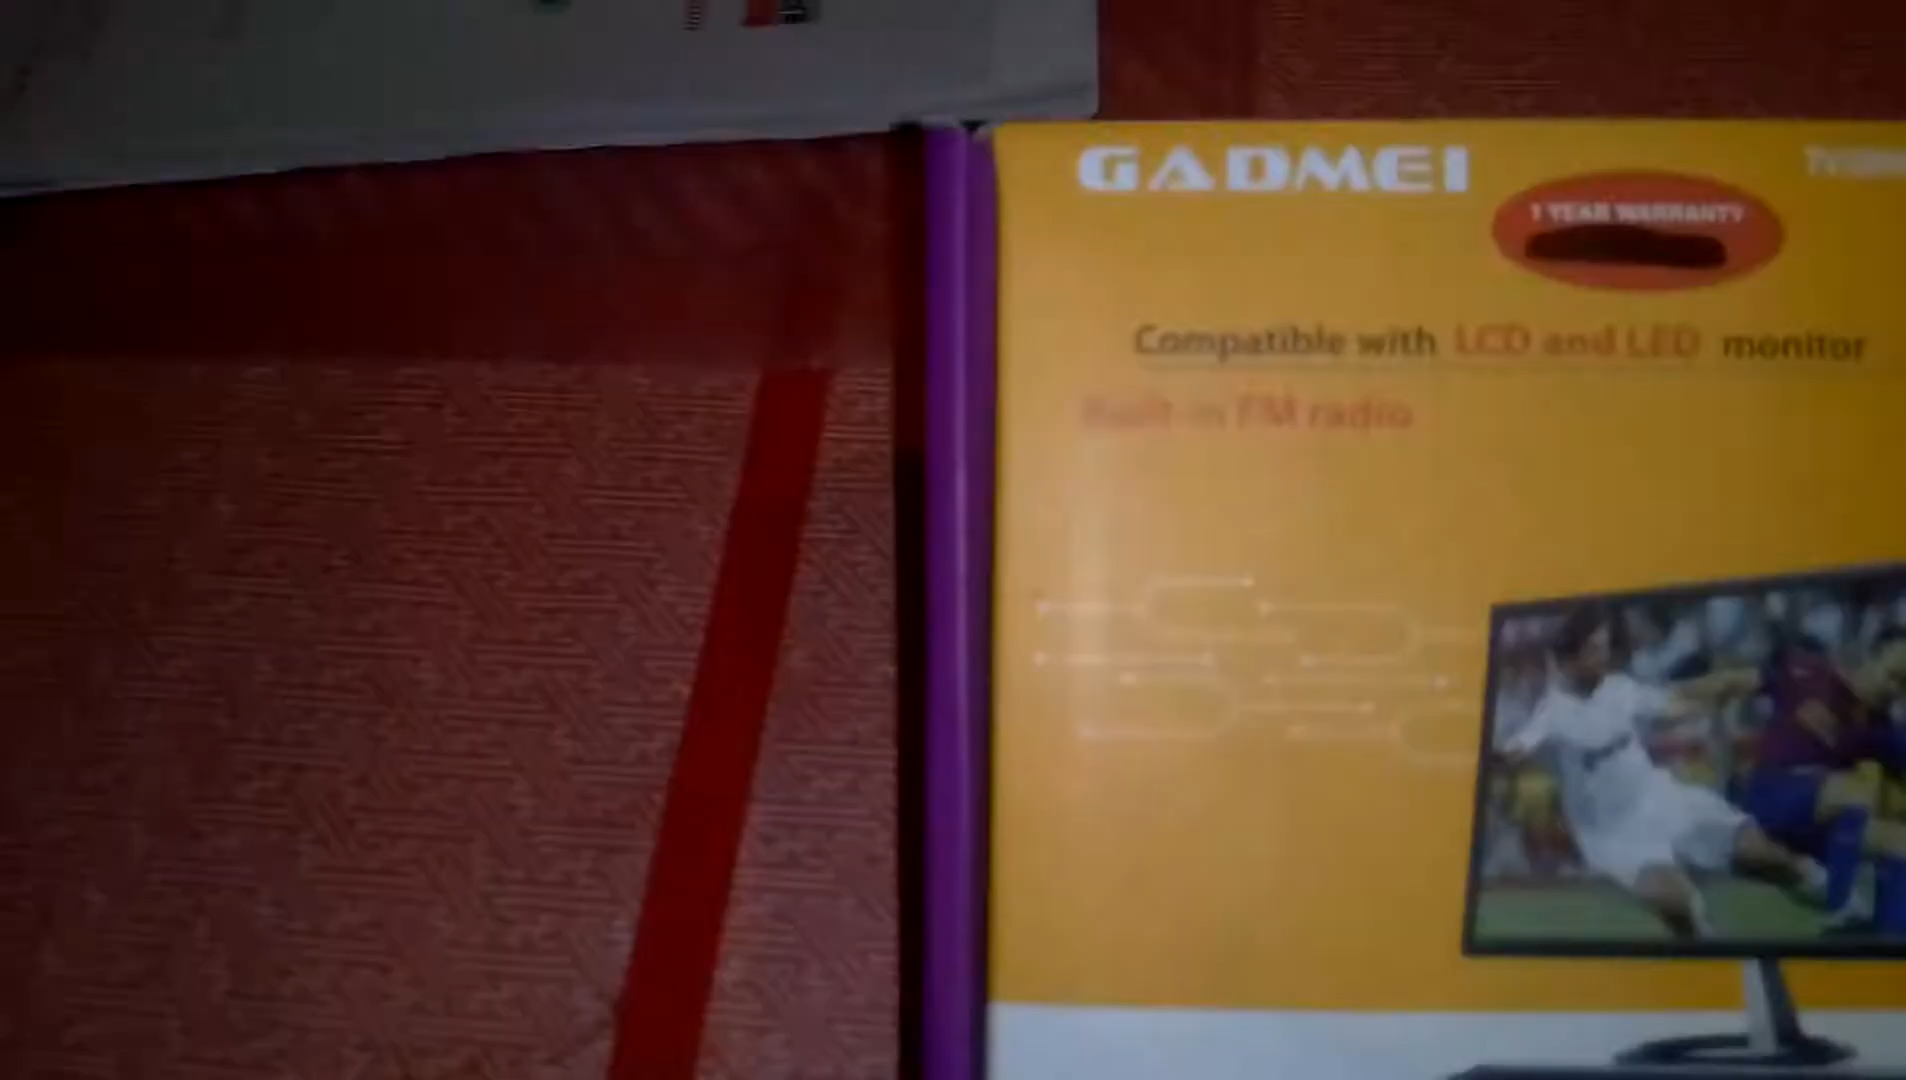 GADMEI
1 YEAR WARRANTY
Compatible with LCD and LED monitor
Built-in FM radio